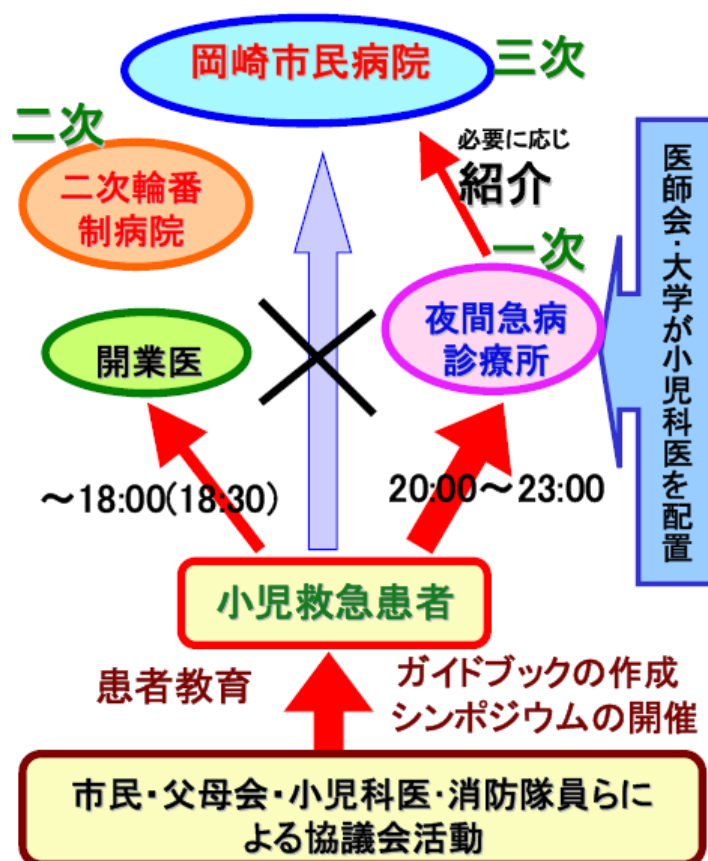 岡崎市民病院
三次
二次
二次輪番
制病院
必要に応じ
紹介
一次
夜間急病
診療所
医師会・大学が小児科医を配置
開業医
～18:00(18:30)
20:00～23:00
小児救急患者
患者教育
ガイドブックの作成
シンポジウムの開催
市民・父母会・小児科医・消防隊員らに
よる協議会活動